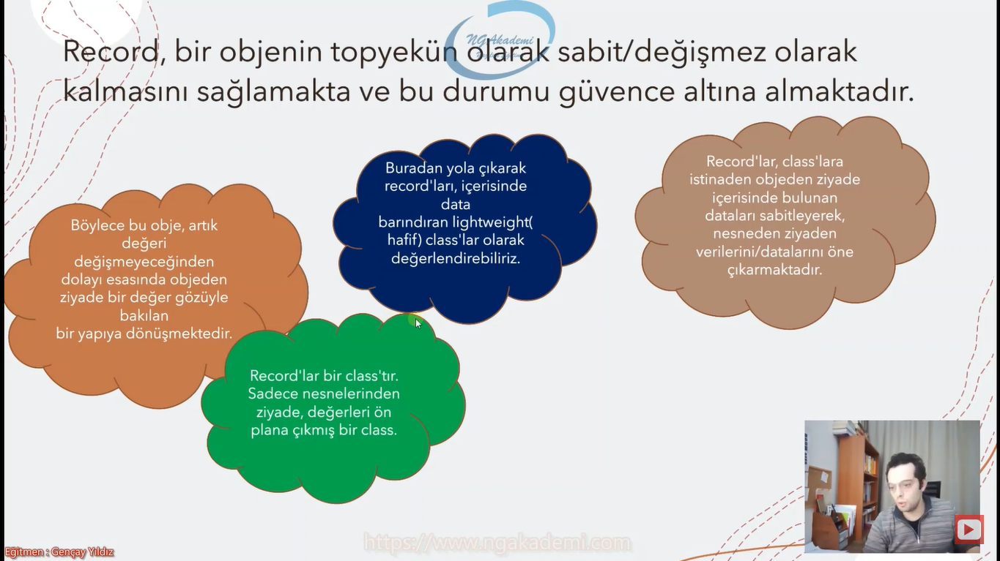 NGAkademi
Record, bir objenin topyekün olarak sabit/değişmez olarak
kalmasını sağlamakta ve bu durumu güvence altına almaktadır.
Böylece bu obje, artık
değeri
değişmeyeceğinden
dolayı esasında objeden
ziyade bir değer gözüyle
bakılan
bir yapıya dönüşmektedir.
Record'lar bir class'tır.
Sadece nesnelerinden
ziyade, değerleri ön
plana çıkmış bir class.
Buradan yola çıkarak
record'ları, içerisinde
data
barındıran lightweight(
hafif) class'lar olarak
değerlendirebiliriz.
Record'lar, class'lara
istinaden objeden ziyade
içerisinde bulunan
dataları sabitleyerek,
nesneden ziyaden
verilerini/datalarını öne
çıkarmaktadır.
https://www.ngakademi.com
Eğitmen : Gençay Yıldız